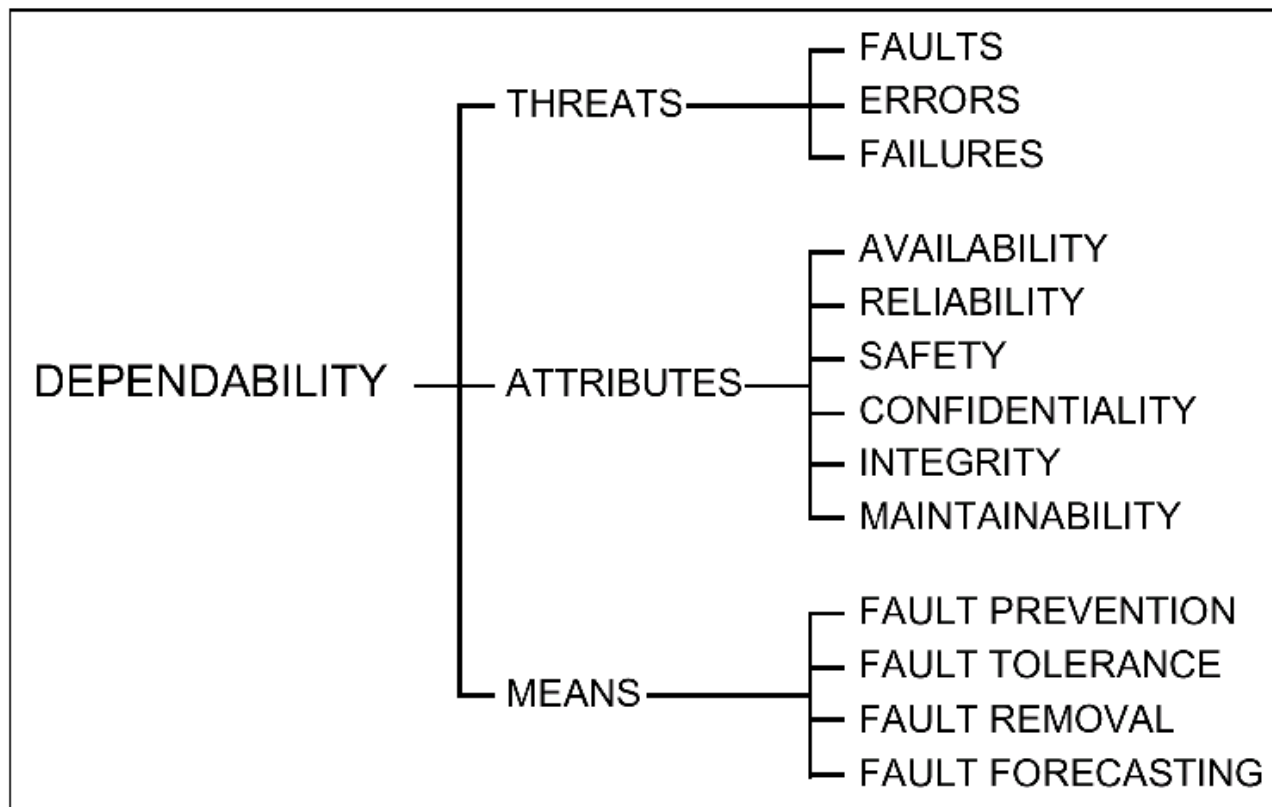 DEPENDABILITY
THREATS
FAULTS
ERRORS
FAILURES
ATTRIBUTES
AVAILABILITY
RELIABILITY
SAFETY
CONFIDENTIALITY
INTEGRITY
MAINTAINABILITY
MEANS
FAULT PREVENTION
FAULT TOLERANCE
FAULT REMOVAL
FAULT FORECASTING